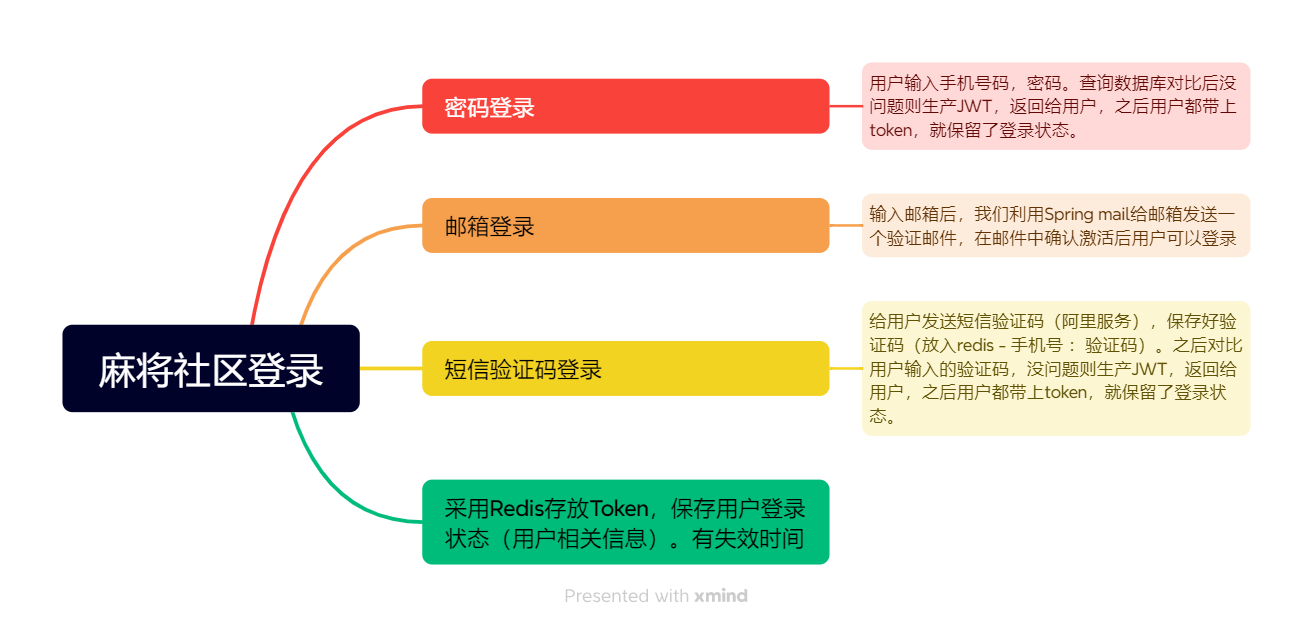 麻将社区登录
密码登录
用户输入手机号码，密码。查询数据库对比后没
问题则生产JWT，返回给用户，之后用户都带上
token，就保留了登录状态。
邮箱登录
输入邮箱后，我们利用Spring mail给邮箱发送一
个验证邮件，在邮件中确认激活后用户可以登录
短信验证码登录
给用户发送短信验证码（阿里服务），保存好验
证码（放入redis - 手机号 ：验证码）。之后对比
用户输入的验证码，没问题则生产JWT，返回给
用户，之后用户都带上token，就保留了登录状
态。
采用Redis存放Token，保存用户登录
状态（用户相关信息）。有失效时间
Presented with xmind